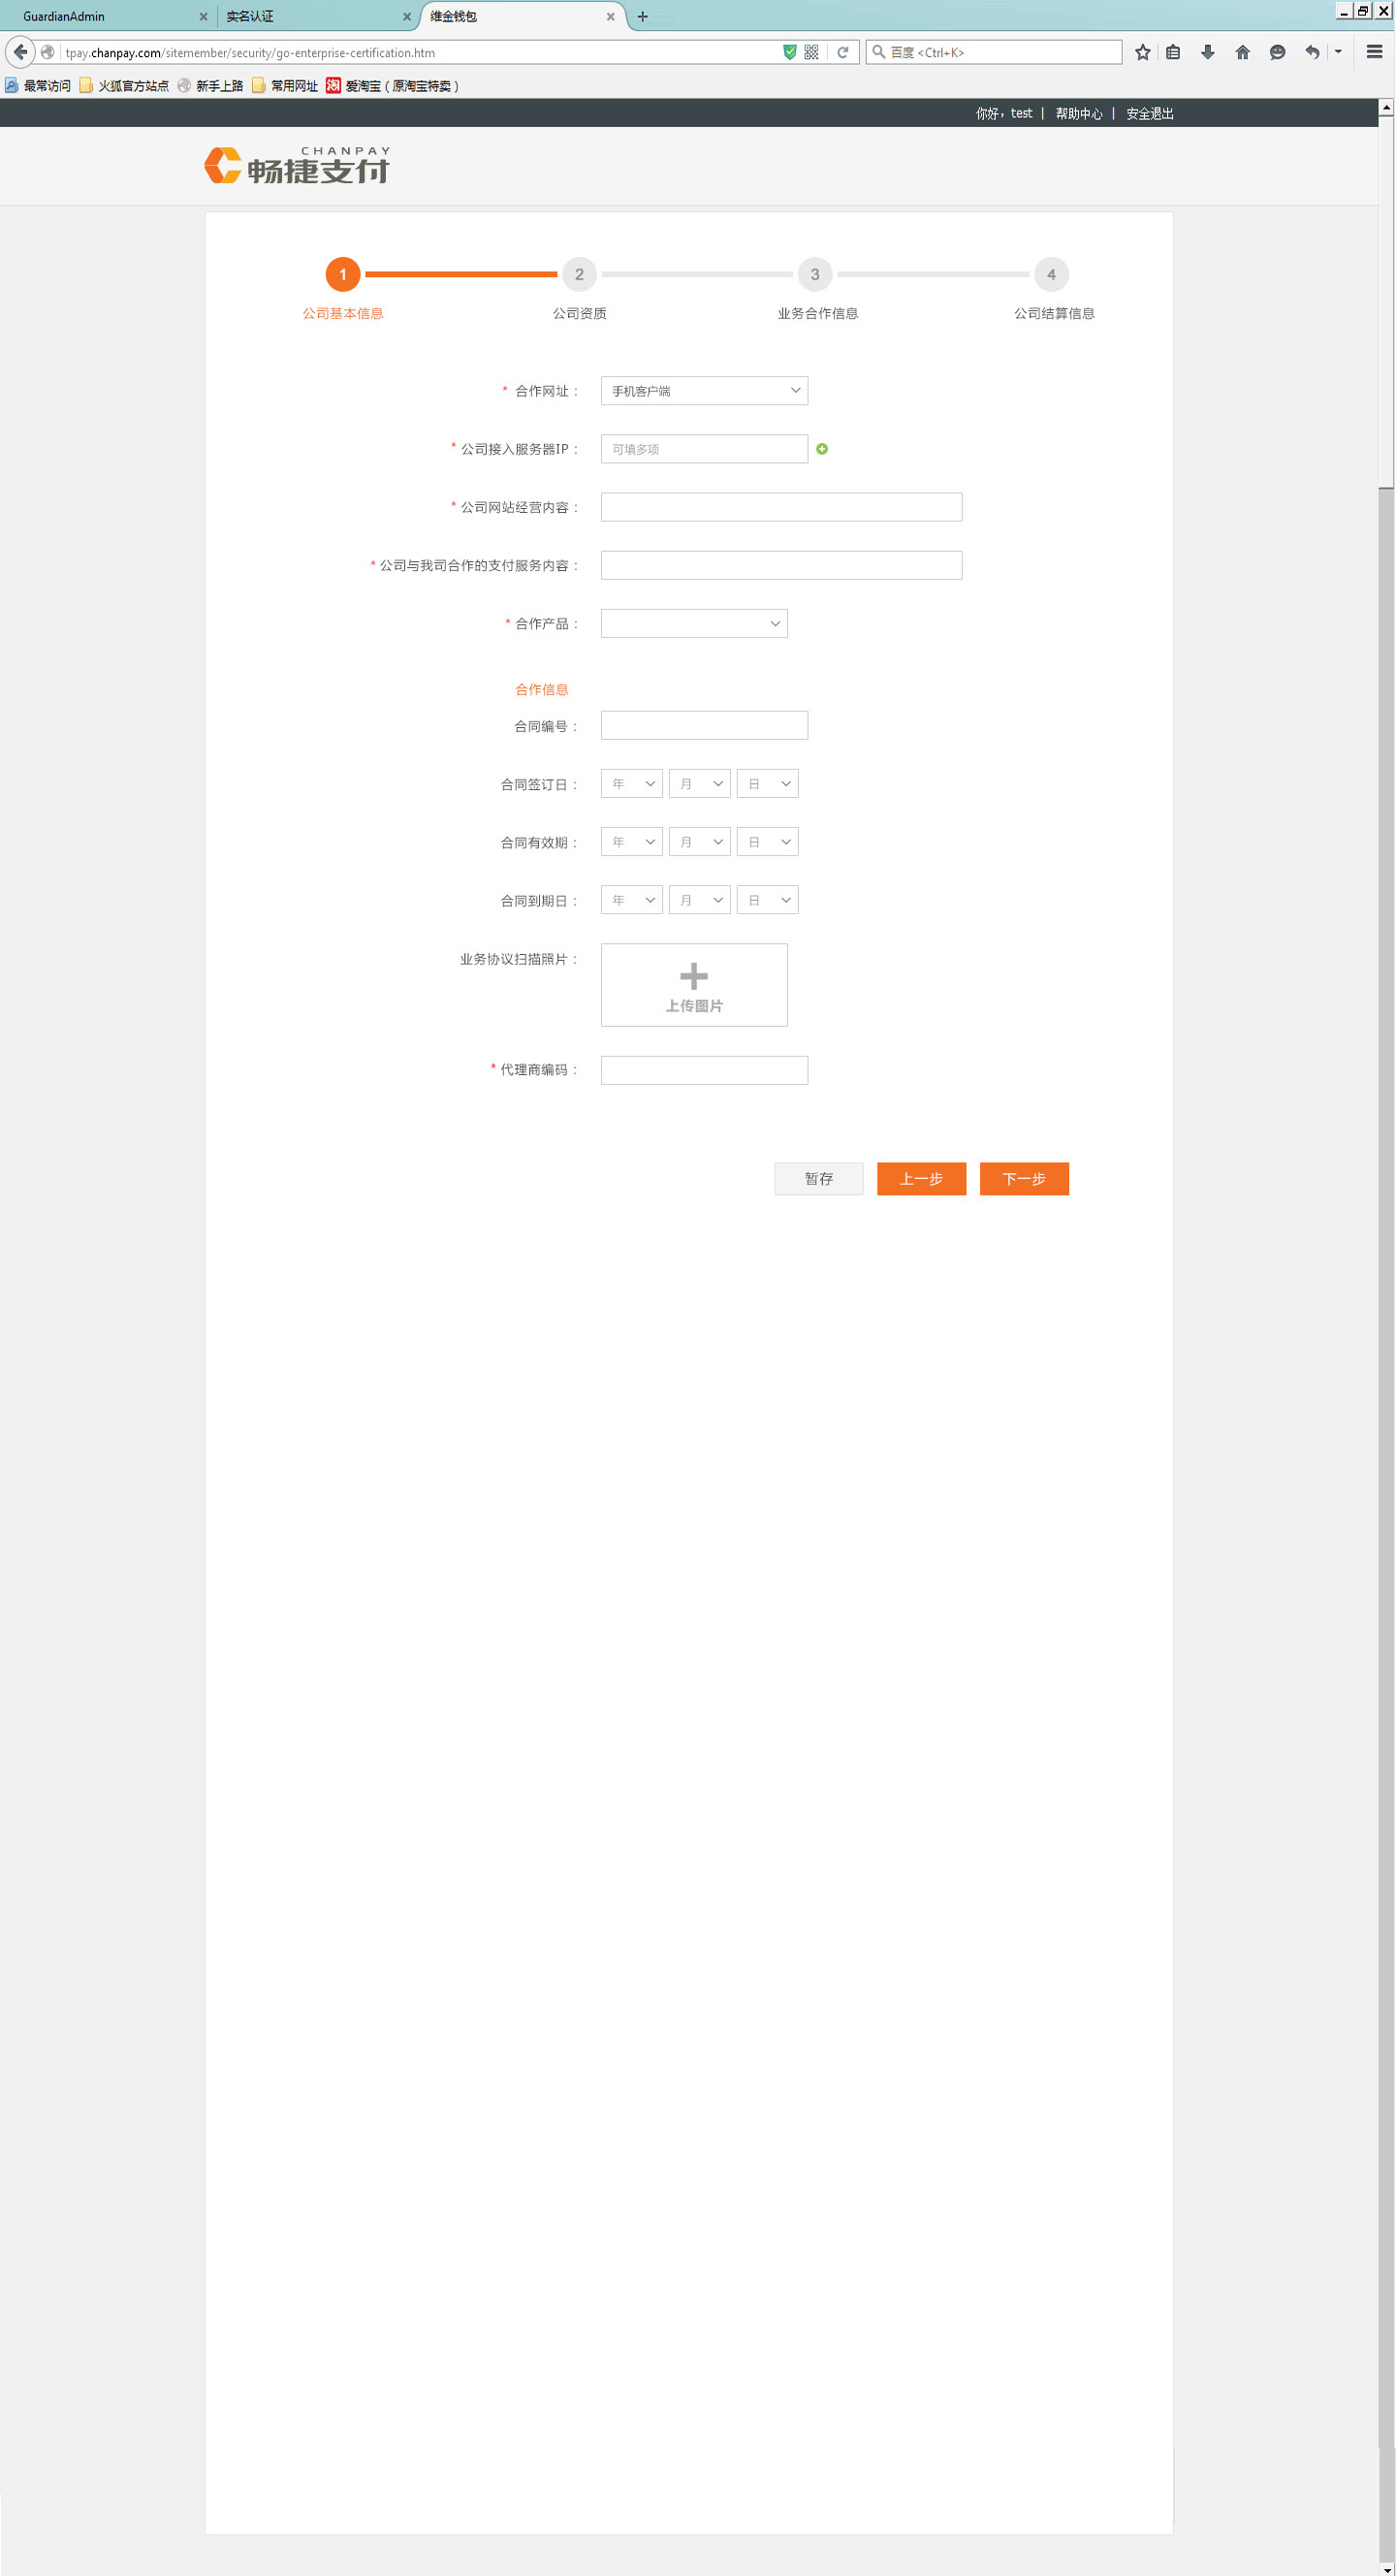 GuardianAdmin 实名认证 维金钱包
tpay.chanpay.com/sitemember/security/go-enterprise-certification.htm 百度 <Ctrl+K>
最常访问 火狐官方站点 新手上路 常用网址 爱淘宝（原淘宝特卖）
你好，test | 帮助中心 | 安全退出
CHANPAY
畅捷支付
1 2 3 4
公司基本信息 公司资质 业务合作信息 公司结算信息
* 合作网址： 手机客户端
* 公司接入服务器IP： 可填多项
* 公司网站经营内容：
* 公司与我司合作的支付服务内容：
* 合作产品：
合作信息
合同编号：
合同签订日： 年 月 日
合同有效期： 年 月 日
合同到期日： 年 月 日
业务协议扫描照片：
上传图片
* 代理商编码：
暂存 上一步 下一步